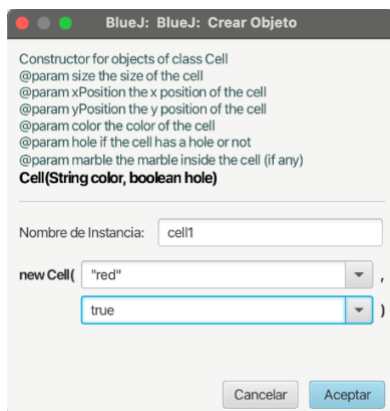 BlueJ: BlueJ: Crear Objeto
Constructor for objects of class Cell
@param size the size of the cell
@param xPosition the x position of the cell
@param yPosition the y position of the cell
@param color the color of the cell
@param hole if the cell has a hole or not
@param marble the marble inside the cell (if any)
Cell(String color, boolean hole)
Nombre de Instancia: cell1
new Cell( "red" ,
true )
Cancelar Aceptar